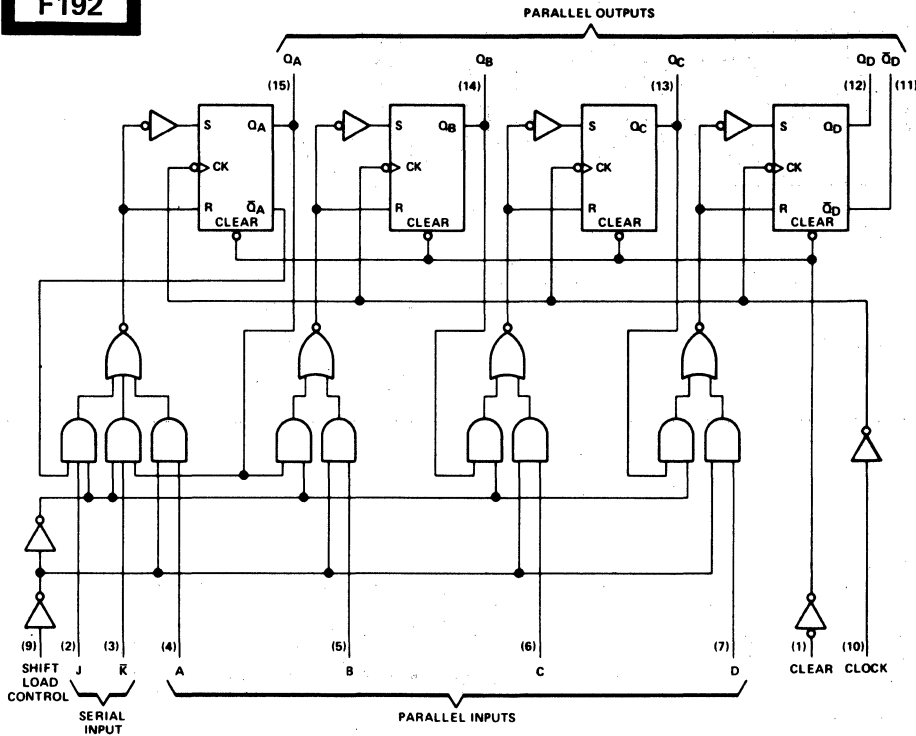 F192
PARALLEL OUTPUTS
QA QB QC QD Q̄D
(15) (14) (13) (12) (11)
S QA S QB S QC S QD
CK CK CK CK
R Q̄A R R R Q̄D
CLEAR CLEAR CLEAR CLEAR
(9) (2) (3) (4) (5) (6) (7) (1) (10)
SHIFT LOAD CONTROL
J K̄ A B C D CLEAR CLOCK
SERIAL INPUT
PARALLEL INPUTS